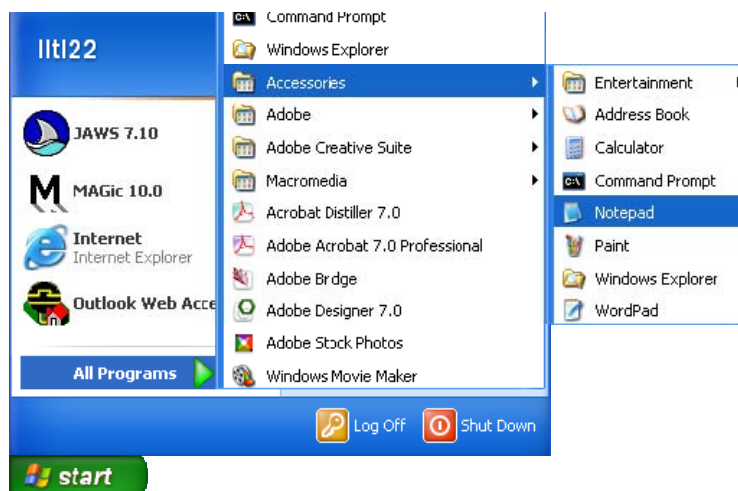 IItI22
JAWS 7.10
MAGic 10.0
Internet
Internet Explorer
Outlook Web Acce
All Programs
Command Prompt
Windows Explorer
Accessories
Adobe
Adobe Creative Suite
Macromedia
Acrobat Distiller 7.0
Adobe Acrobat 7.0 Professional
Adobe Bridge
Adobe Designer 7.0
Adobe Stock Photos
Windows Movie Maker
Entertainment
Address Book
Calculator
C:\ Command Prompt
Notepad
Paint
Windows Explorer
WordPad
Log Off
Shut Down
start